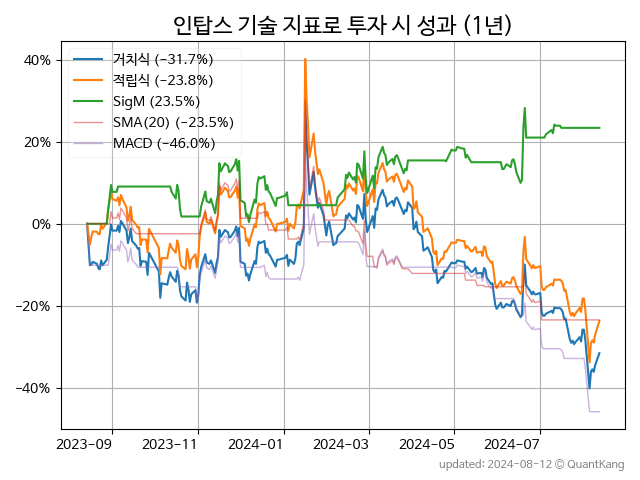 인탑스 기술 지표로 투자 시 성과 (1년)
거치식 (−31.7%)
적립식 (−23.8%)
SigM (23.5%)
SMA(20) (−23.5%)
MACD (−46.0%)
40%
20%
0%
−20%
−40%
2023-09 2023-11 2024-01 2024-03 2024-05 2024-07
updated: 2024-08-12 © QuantKang